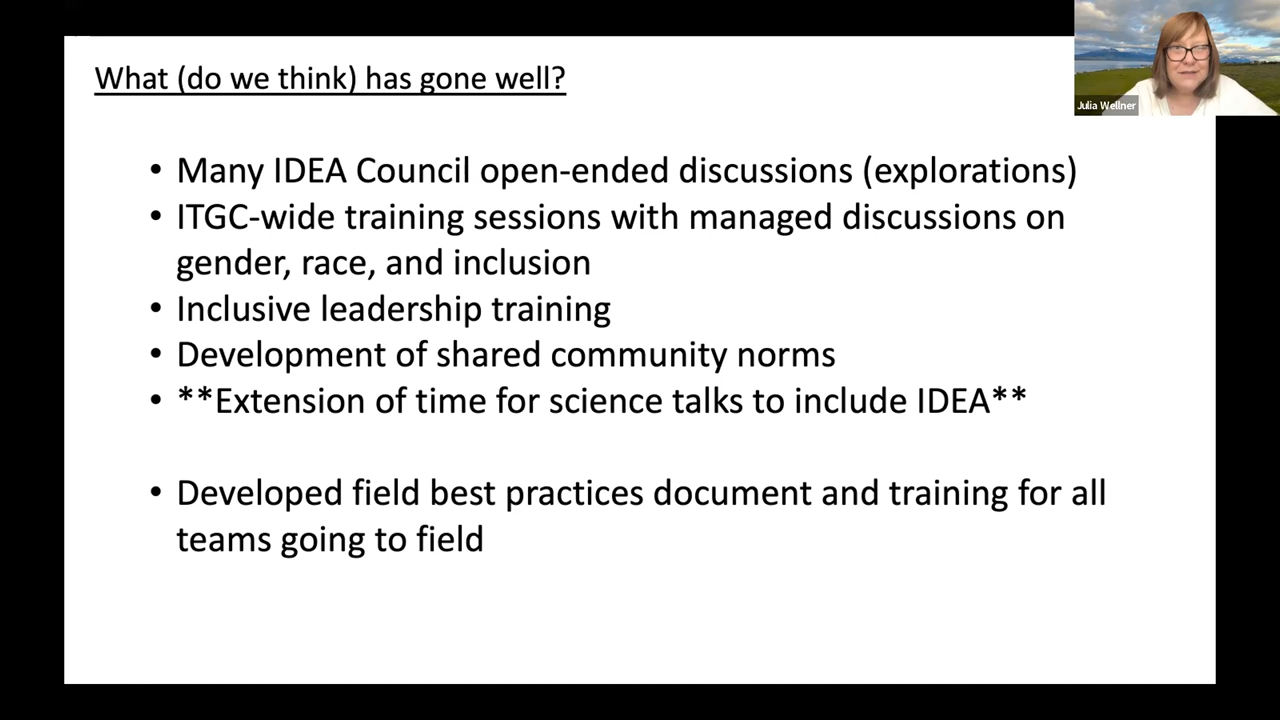 What (do we think) has gone well?
Julia Wellner
• Many IDEA Council open-ended discussions (explorations)
• ITGC-wide training sessions with managed discussions on
gender, race, and inclusion
• Inclusive leadership training
• Development of shared community norms
• **Extension of time for science talks to include IDEA**
• Developed field best practices document and training for all
teams going to field